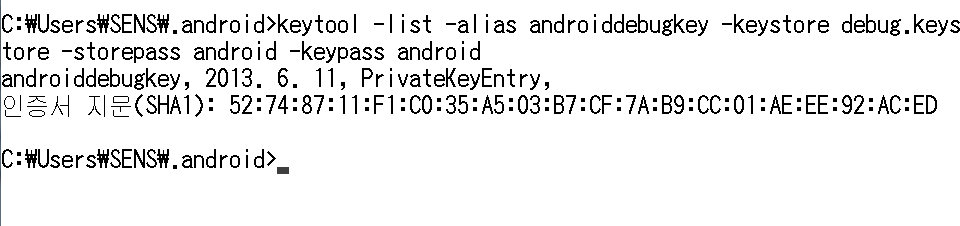 C:₩Users₩SENS₩.android>keytool -list -alias androiddebugkey -keystore debug.keys
tore -storepass android -keypass android
androiddebugkey, 2013. 6. 11, PrivateKeyEntry,
인증서 지문(SHA1): 52:74:87:11:F1:C0:35:A5:03:B7:CF:7A:B9:CC:01:AE:EE:92:AC:ED
C:₩Users₩SENS₩.android>_